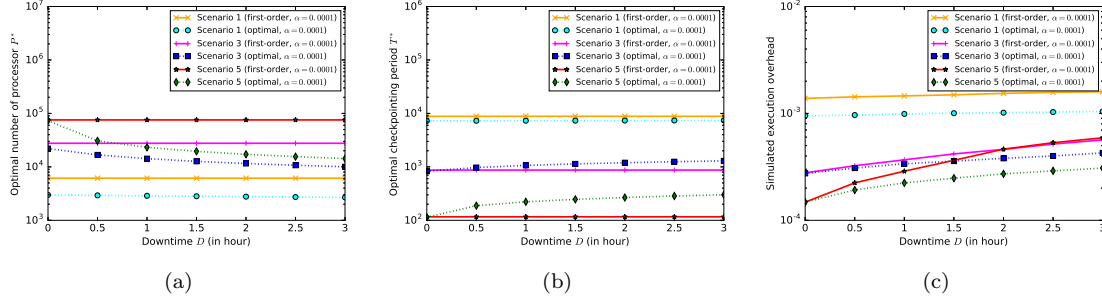 10^7
10^6
10^5
10^4
10^3
0
0.5
1
1.5
2
2.5
3
Optimal number of processor P*
Downtime D (in hour)
Scenario 1 (first-order, α=0.0001)
Scenario 1 (optimal, α=0.0001)
Scenario 3 (first-order, α=0.0001)
Scenario 3 (optimal, α=0.0001)
Scenario 5 (first-order, α=0.0001)
Scenario 5 (optimal, α=0.0001)
(a)
10^6
10^5
10^4
10^3
10^2
0
0.5
1
1.5
2
2.5
3
Optimal checkpointing period T*
Downtime D (in hour)
Scenario 1 (first-order, α=0.0001)
Scenario 1 (optimal, α=0.0001)
Scenario 3 (first-order, α=0.0001)
Scenario 3 (optimal, α=0.0001)
Scenario 5 (first-order, α=0.0001)
Scenario 5 (optimal, α=0.0001)
(b)
10^-2
10^-3
10^-4
0
0.5
1
1.5
2
2.5
3
Simulated execution overhead
Downtime D (in hour)
Scenario 1 (first-order, α=0.0001)
Scenario 1 (optimal, α=0.0001)
Scenario 3 (first-order, α=0.0001)
Scenario 3 (optimal, α=0.0001)
Scenario 5 (first-order, α=0.0001)
Scenario 5 (optimal, α=0.0001)
(c)